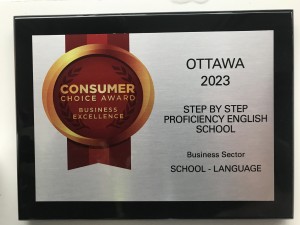 CONSUMER
CHOICE AWARD
BUSINESS
EXCELLENCE
OTTAWA
2023
STEP BY STEP
PROFICIENCY ENGLISH
SCHOOL
Business Sector
SCHOOL - LANGUAGE